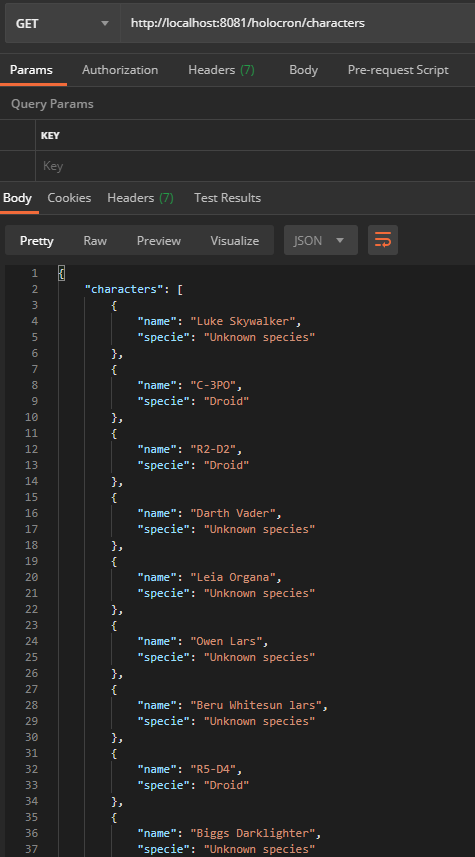 GET http://localhost:8081/holocron/characters
Params Authorization Headers (7) Body Pre-request Script
Query Params
KEY
Key
Body Cookies Headers (7) Test Results
Pretty Raw Preview Visualize JSON
1 {
2 "characters": [
3 {
4 "name": "Luke Skywalker",
5 "specie": "Unknown species"
6 },
7 {
8 "name": "C-3PO",
9 "specie": "Droid"
10 },
11 {
12 "name": "R2-D2",
13 "specie": "Droid"
14 },
15 {
16 "name": "Darth Vader",
17 "specie": "Unknown species"
18 },
19 {
20 "name": "Leia Organa",
21 "specie": "Unknown species"
22 },
23 {
24 "name": "Owen Lars",
25 "specie": "Unknown species"
26 },
27 {
28 "name": "Beru Whitesun lars",
29 "specie": "Unknown species"
30 },
31 {
32 "name": "R5-D4",
33 "specie": "Droid"
34 },
35 {
36 "name": "Biggs Darklighter",
37 "specie": "Unknown species"